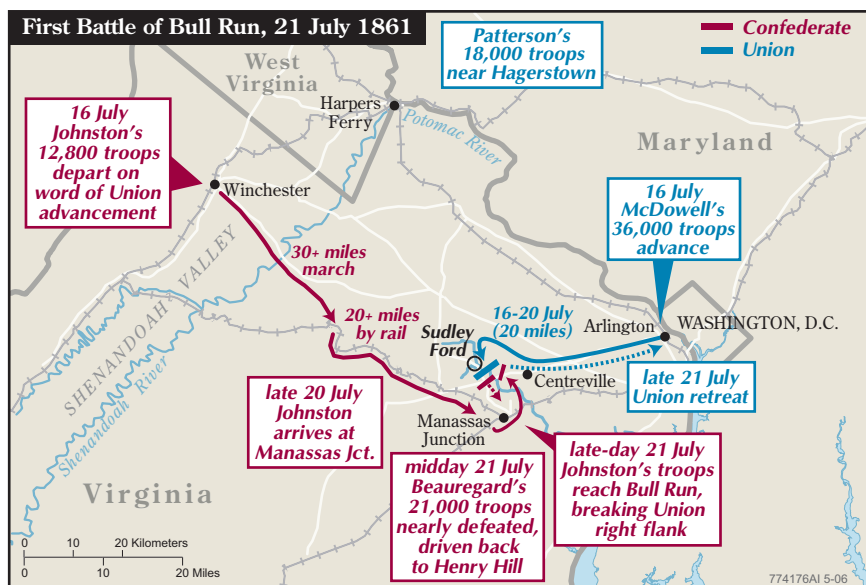 First Battle of Bull Run, 21 July 1861
Confederate
Union
Patterson's
18,000 troops
near Hagerstown
West
Virginia
Harpers
Ferry
Potomac River
Maryland
16 July
Johnston's
12,800 troops
depart on
word of Union
advancement
Winchester
16 July
McDowell's
36,000 troops
advance
SHENANDOAH VALLEY
Shenandoah River
30+ miles
march
20+ miles
by rail
16-20 July
(20 miles)
Sudley
Ford
Arlington
WASHINGTON, D.C.
Centreville
late 21 July
Union retreat
late 20 July
Johnston
arrives at
Manassas Jct.
Manassas
Junction
midday 21 July
Beauregard's
21,000 troops
nearly defeated,
driven back
to Henry Hill
late-day 21 July
Johnston's troops
reach Bull Run,
breaking Union
right flank
Virginia
0 10 20 Kilometers
0 10 20 Miles
774176AI 5-06